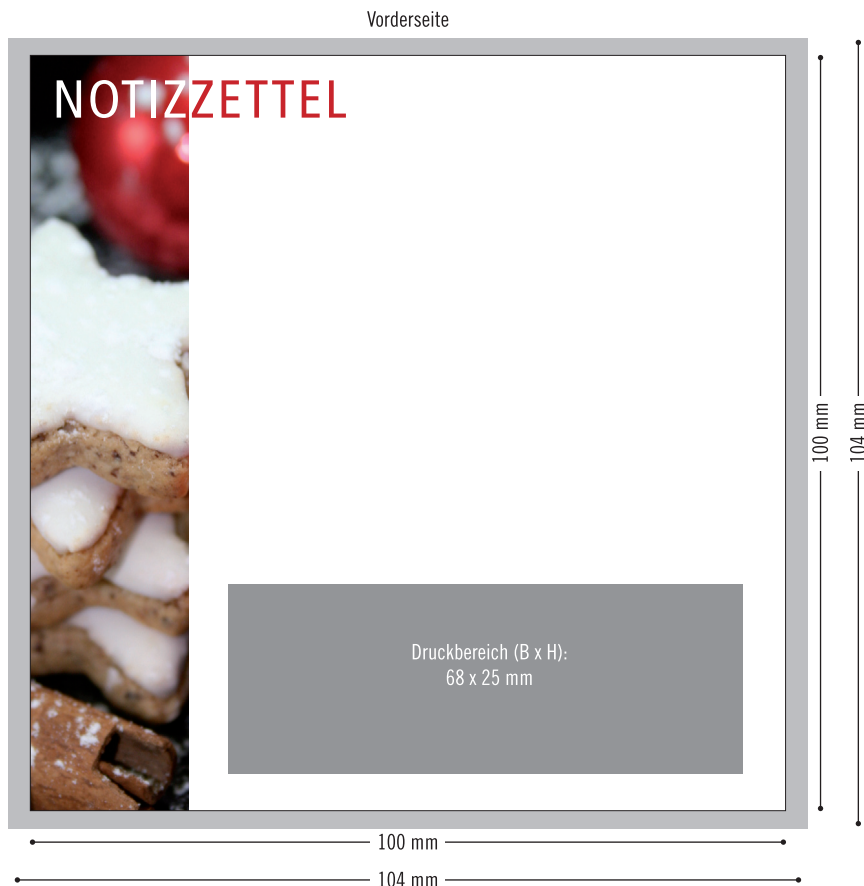 Vorderseite
NOTIZZETTEL
100 mm
104 mm
Druckbereich (B x H):
68 x 25 mm
100 mm
104 mm